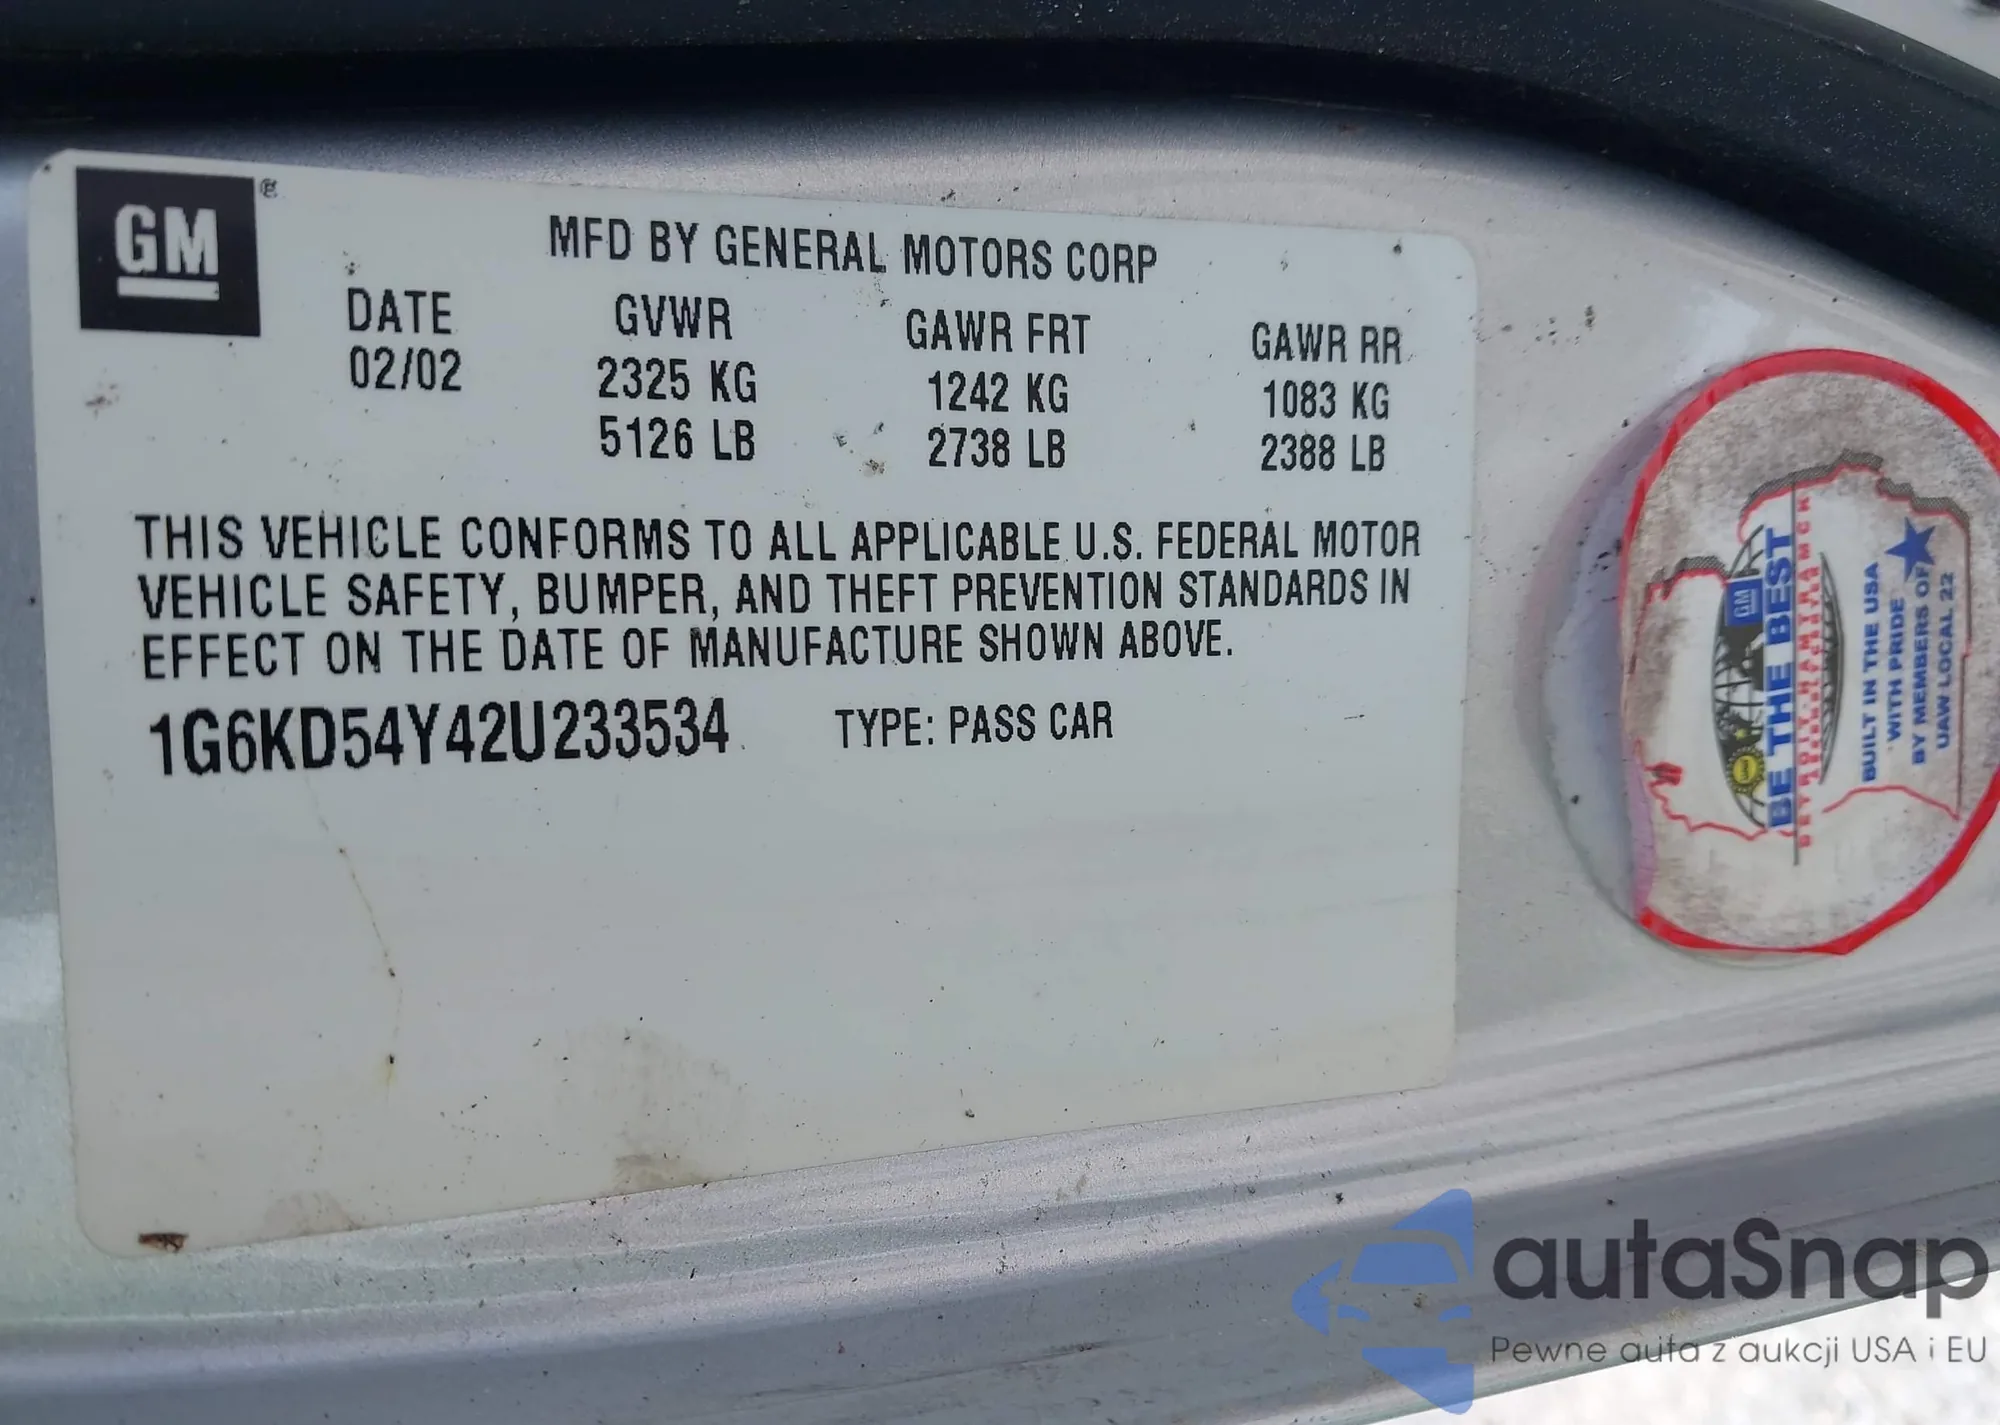 GM
MFD BY GENERAL MOTORS CORP
DATE GVWR GAWR FRT GAWR RR
02/02 2325 KG 1242 KG 1083 KG
5126 LB 2738 LB 2388 LB
THIS VEHICLE CONFORMS TO ALL APPLICABLE U.S. FEDERAL MOTOR
VEHICLE SAFETY, BUMPER, AND THEFT PREVENTION STANDARDS IN
EFFECT ON THE DATE OF MANUFACTURE SHOWN ABOVE.
1G6KD54Y42U233534 TYPE: PASS CAR
GM
BE THE BEST
DETROIT HAMTRAMCK
BUILT IN THE USA
WITH PRIDE
BY MEMBERS OF
UAW LOCAL 22
autaSnap
Pewne auta z aukcji USA i EU